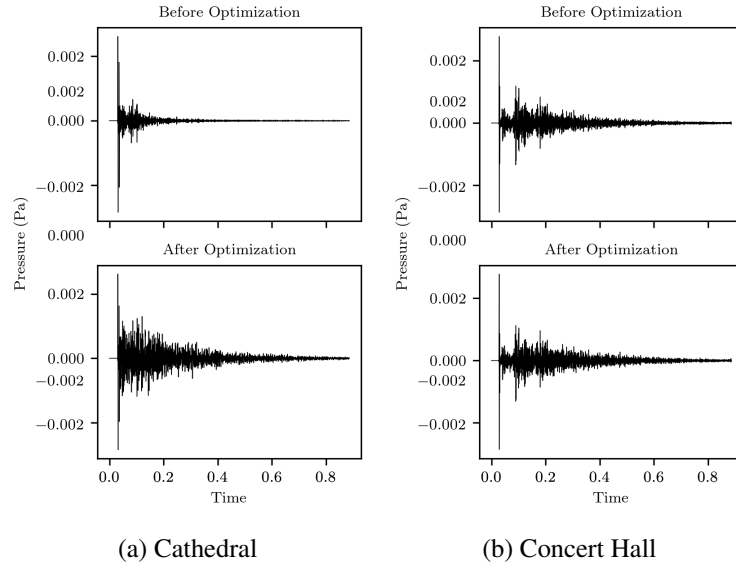 Before Optimization
0.002
0.002
0.000
−0.002
0.000
Pressure (Pa)
After Optimization
0.002
0.000
−0.002
−0.002
0.0 0.2 0.4 0.6 0.8
Time
(a) Cathedral
Before Optimization
0.002
0.002
0.000
−0.002
0.000
Pressure (Pa)
After Optimization
0.002
0.000
−0.002
−0.002
0.0 0.2 0.4 0.6 0.8
Time
(b) Concert Hall